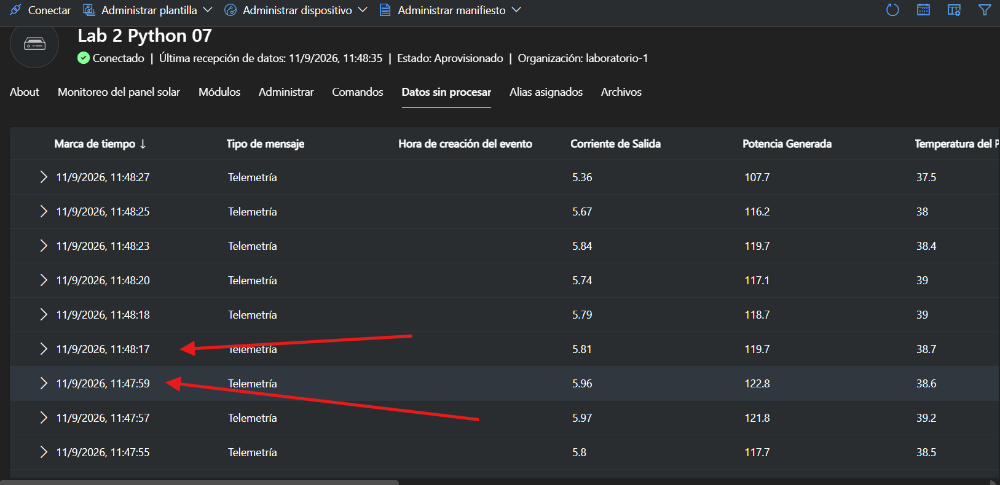 Conectar Administrar plantilla Administrar dispositivo Administrar manifiesto
Lab 2 Python 07
Conectado | Última recepción de datos: 11/9/2026, 11:48:35 | Estado: Aprovisionado | Organización: laboratorio-1
About Monitoreo del panel solar Módulos Administrar Comandos Datos sin procesar Alias asignados Archivos
Marca de tiempo ↓ Tipo de mensaje Hora de creación del evento Corriente de Salida Potencia Generada Temperatura del P
11/9/2026, 11:48:27 Telemetría 5.36 107.7 37.5
11/9/2026, 11:48:25 Telemetría 5.67 116.2 38
11/9/2026, 11:48:23 Telemetría 5.84 119.7 38.4
11/9/2026, 11:48:20 Telemetría 5.74 117.1 39
11/9/2026, 11:48:18 Telemetría 5.79 118.7 39
11/9/2026, 11:48:17 Telemetría 5.81 119.7 38.7
11/9/2026, 11:47:59 Telemetría 5.96 122.8 38.6
11/9/2026, 11:47:57 Telemetría 5.97 121.8 39.2
11/9/2026, 11:47:55 Telemetría 5.8 117.7 38.5